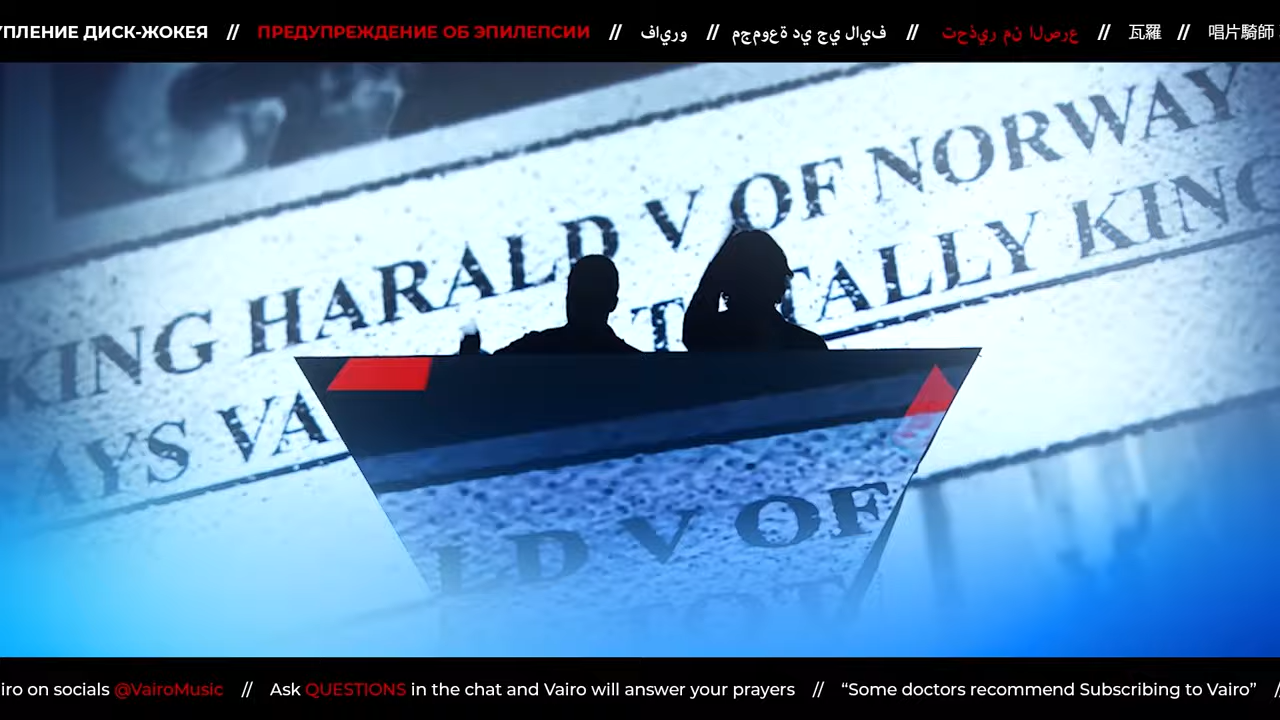 УПЛЕНИЕ ДИСК-ЖОКЕЯ // ПРЕДУПРЕЖДЕНИЕ ОБ ЭПИЛЕПСИИ // فايرو // مجموعة دي جي لايف // تحذير من الصرع // 瓦羅 // 唱片騎師
KING HARALD V OF NORWAY
AYS VA TALLY KING
LD V OF
iro on socials @VairoMusic // Ask QUESTIONS in the chat and Vairo will answer your prayers // “Some doctors recommend Subscribing to Vairo” //